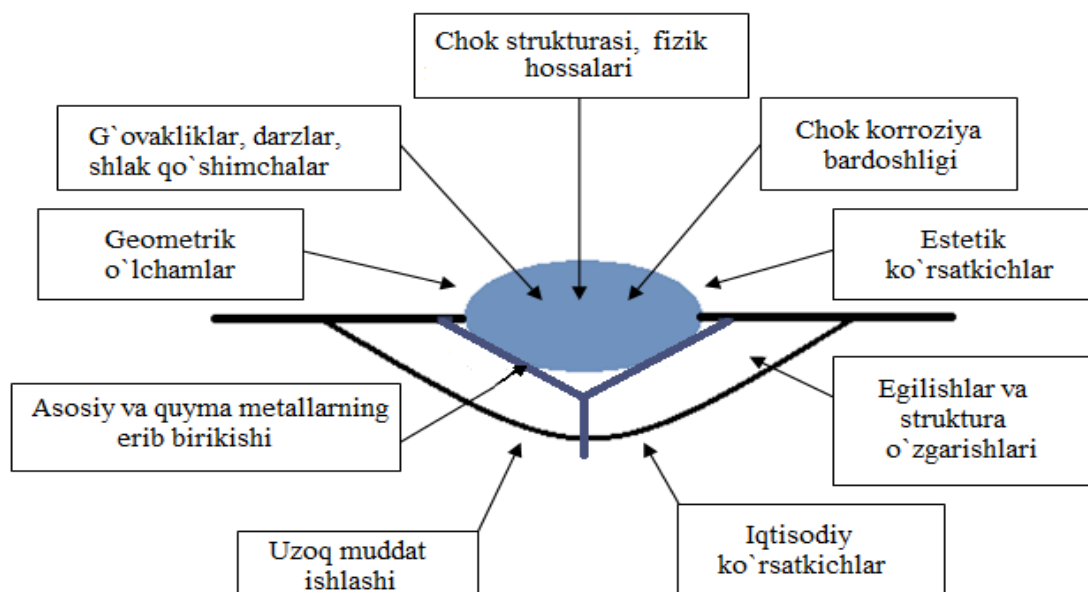 Chok strukturasi, fizik
hossalari
G`ovakliklar, darzlar,
shlak qo`shimchalar
Chok korroziya
bardoshligi
Geometrik
o`lchamlar
Estetik
ko`rsatkichlar
Asosiy va quyma metallarning
erib birikishi
Egilishlar va
struktura
o`zgarishlari
Uzoq muddat
ishlashi
Iqtisodiy
ko`rsatkichlar